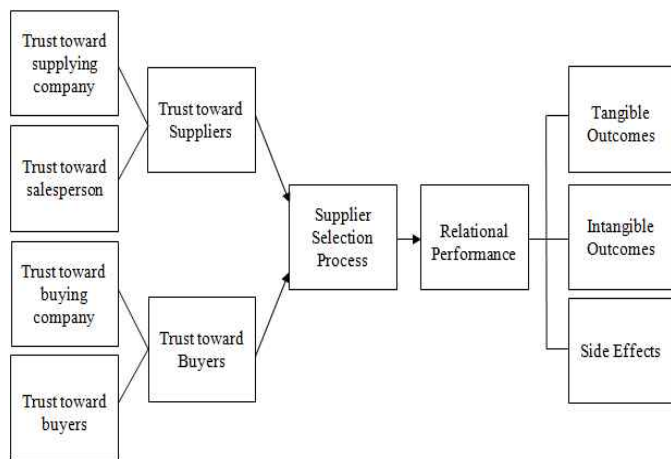 Trust toward
supplying
company
Trust toward
salesperson
Trust toward
buying
company
Trust toward
buyers
Trust toward
Suppliers
Trust toward
Buyers
Supplier
Selection
Process
Relational
Performance
Tangible
Outcomes
Intangible
Outcomes
Side Effects